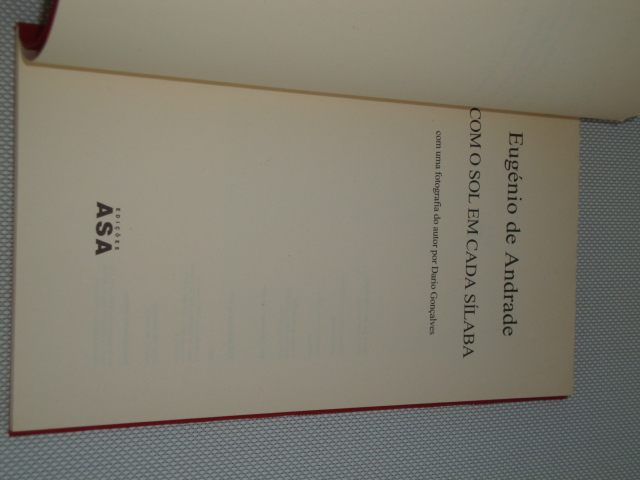 Eugénio de Andrade
COM O SOL EM CADA SÍLABA
com uma fotografia do autor por Dario Gonçalves
EDIÇÕES
ASA